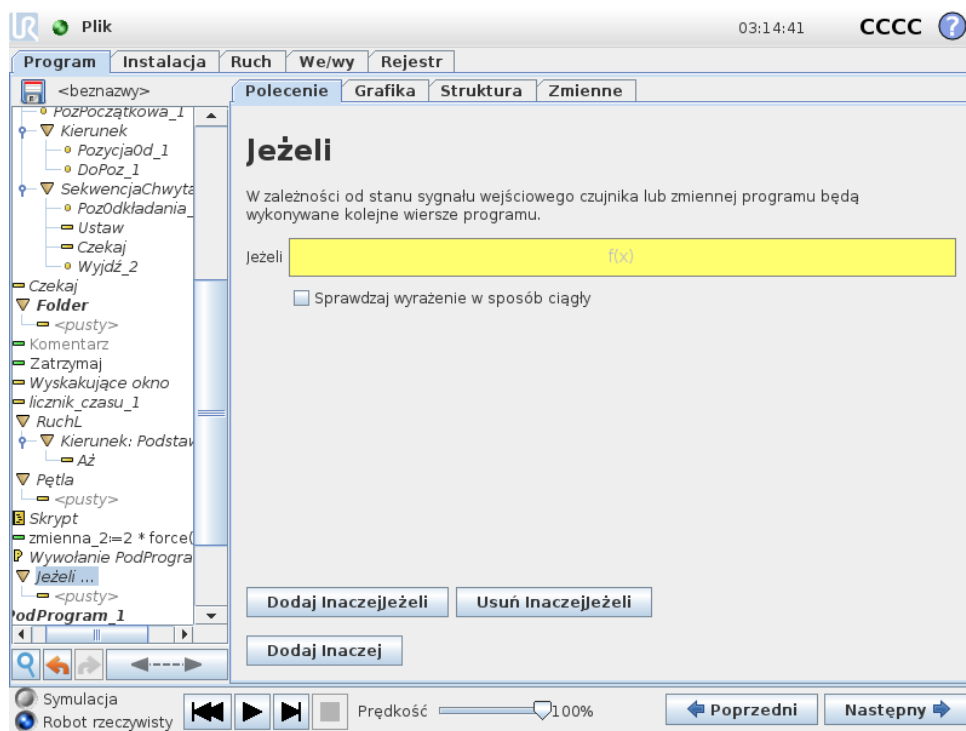 UR Plik 03:14:41 CCCC ?
Program Instalacja Ruch We/wy Rejestr
<beznazwy>
Polecenie Grafika Struktura Zmienne
PozPoczątkowa_1
Kierunek
PozycjaOd_1
DoPoz_1
SekwencjaChwyta
PozOdkładania_
Ustaw
Czekaj
Wyjdź_2
Czekaj
Folder
<pusty>
Komentarz
Zatrzymaj
Wyskakujące okno
licznik_czasu_1
RuchL
Kierunek: Podstaw
Aż
Pętla
<pusty>
Skrypt
zmienna_2:=2 * force(
Wywołanie PodProgra
Jeżeli ...
<pusty>
PodProgram_1
Jeżeli
W zależności od stanu sygnału wejściowego czujnika lub zmiennej programu będą
wykonywane kolejne wiersze programu.
Jeżeli f(x)
Sprawdzaj wyrażenie w sposób ciągły
Dodaj InaczejJeżeli Usuń InaczejJeżeli
Dodaj Inaczej
Symulacja
Robot rzeczywisty
Prędkość 100%
Poprzedni Następny